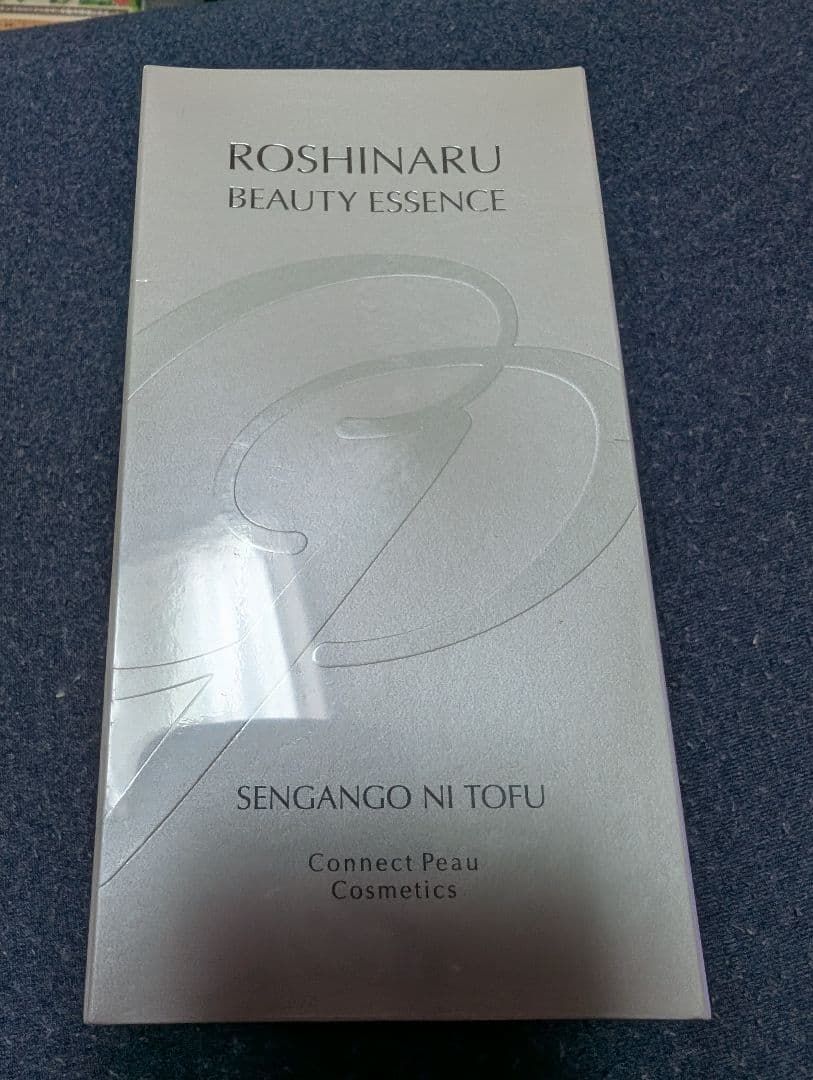 ROSHINARU
BEAUTY ESSENCE
SENGANGO NI TOFU
Connect Peau
Cosmetics